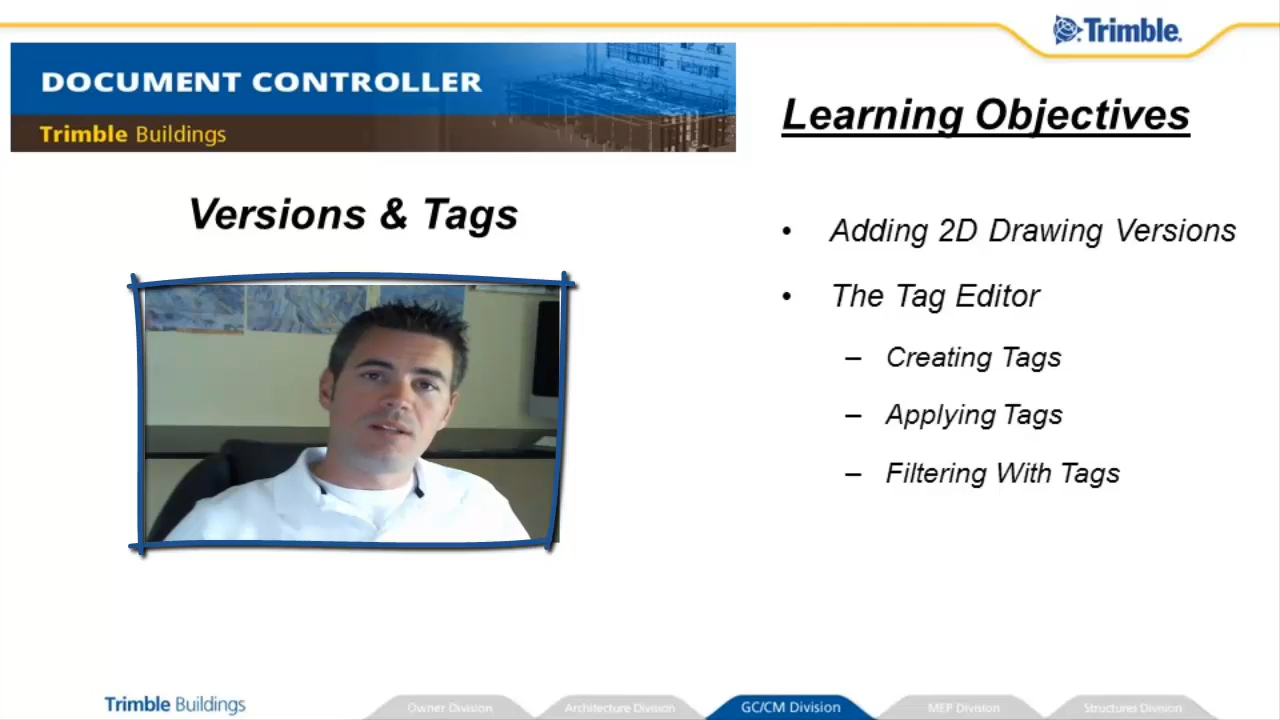 Trimble.
DOCUMENT CONTROLLER
Trimble Buildings
Learning Objectives
Versions & Tags
• Adding 2D Drawing Versions
• The Tag Editor
– Creating Tags
– Applying Tags
– Filtering With Tags
Trimble Buildings
Owner Division
Architecture Division
GC/CM Division
MEP Division
Structures Division